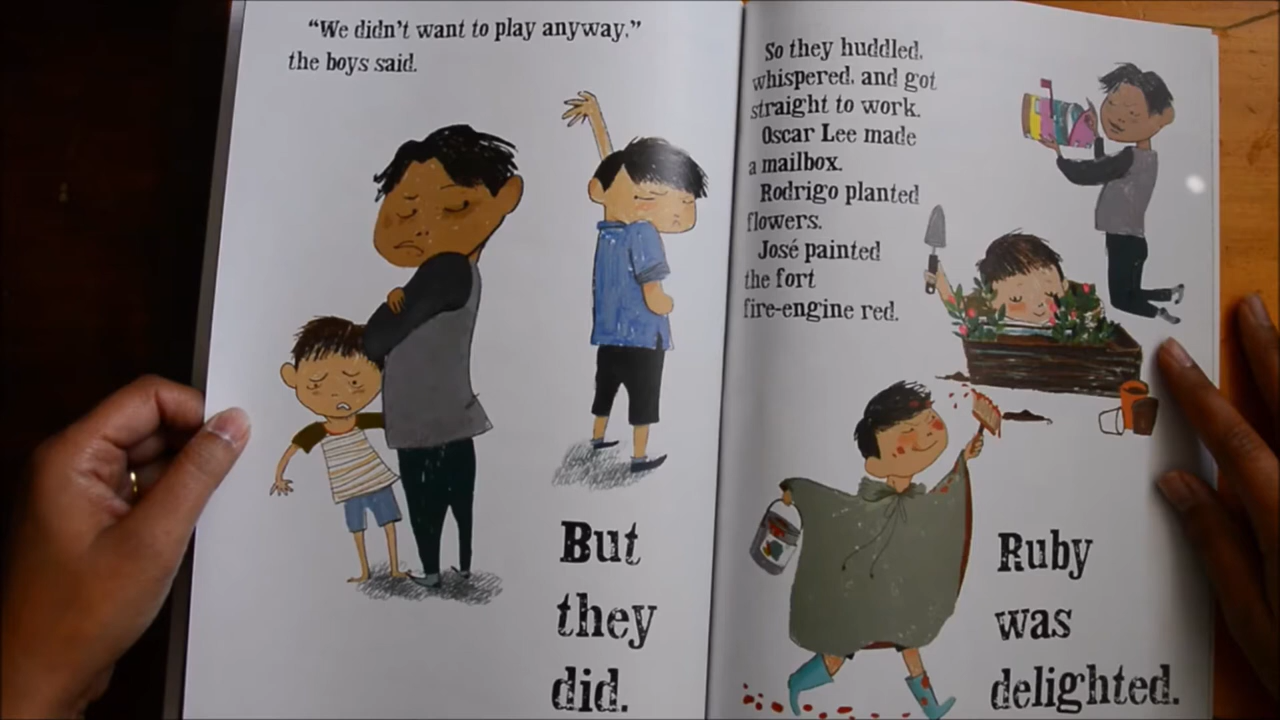 “We didn’t want to play anyway,”
the boys said.
But
they
did.
So they huddled,
whispered, and got
straight to work.
Oscar Lee made
a mailbox.
Rodrigo planted
flowers.
José painted
the fort
fire-engine red.
Ruby
was
delighted.